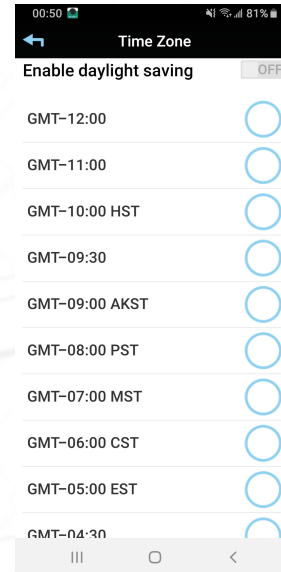 00:50 81%
Time Zone
Enable daylight saving OFF
GMT−12:00
GMT−11:00
GMT−10:00 HST
GMT−09:30
GMT−09:00 AKST
GMT−08:00 PST
GMT−07:00 MST
GMT−06:00 CST
GMT−05:00 EST
GMT−04:30